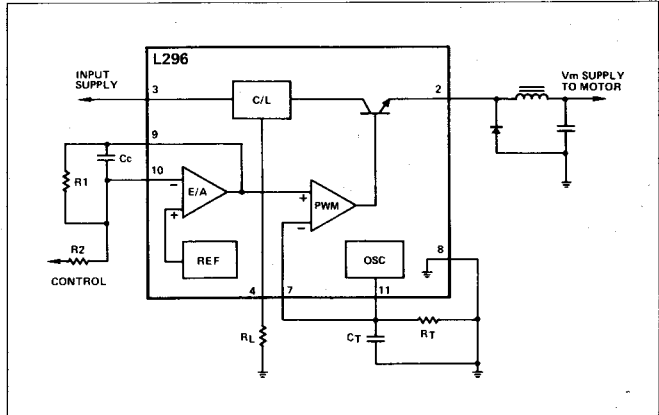 L296
INPUT
SUPPLY
3
C/L
2
Vm SUPPLY
TO MOTOR
9
Cc
R1
10
-
E/A
+
+
PWM
-
R2
CONTROL
REF
OSC
8
4
7
11
RL
CT
RT